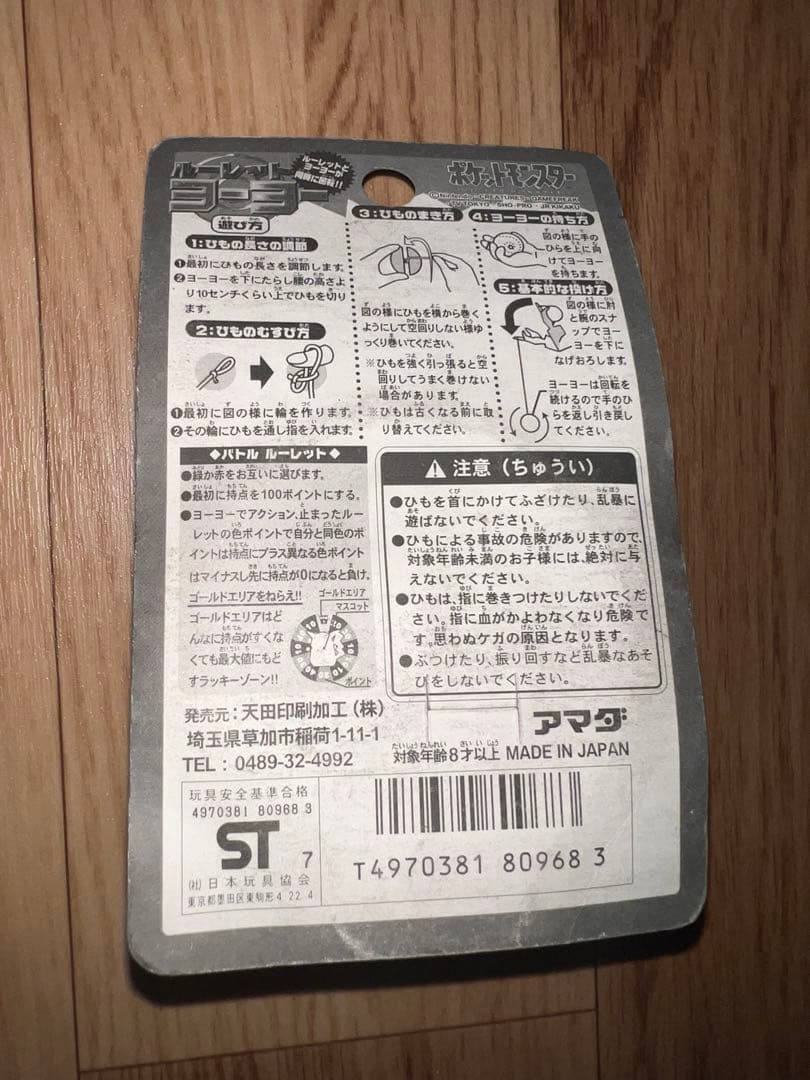 ルーレット
ヨーヨー
ルーレットと
ヨーヨーが
同時に回転!!
ポケットモンスター
©Nintendo・CREATURES・GAMEFREAK
TV TOKYO・SHO-PRO・JR KIKAKU
遊び方
1:ひもの長さの調節
❶最初にひもの長さを調節します。
❷ヨーヨーを下にたらし腰の高さよ
り10センチくらい上でひもを切り
ます。
2:ひものむすび方
❶最初に図の様に輪を作ります。
❷その輪にひもを通し指を入れます。
3:ひものまき方
図の様にひもを横から巻く
ようにして空回りしない様ゆ
っくり巻いてください。
※ひもを強く引っ張ると空
回りしてうまく巻けない
場合があります。
※ひもは古くなる前に取
り替えてください。
4:ヨーヨーの持ち方
図の様に手の
ひらを上に向
けてヨーヨー
を持ちます。
5:基本的な投げ方
図の様に肘
と腕のスナ
ップでヨー
ヨーを下に
なげおろします。
ヨーヨーは回転を
続けるので手のひ
らを返し引き戻し
てください。
◆バトル ルーレット◆
●緑か赤をお互いに選びます。
●最初に持点を100ポイントにする。
●ヨーヨーでアクション、止まったルー
レットの色ポイントで自分と同色のポ
イントは持点にプラス異なる色ポイント
はマイナスし先に持点が0になると負け。
ゴールドエリアをねらえ!!
ゴールドエリアはど
んなに持点がすくな
くても最大値にもど
すラッキーゾーン!!
ゴールドエリア
マスコット
ポイント
⚠ 注意(ちゅうい)
●ひもを首にかけてふざけたり、乱暴に
遊ばないでください。
●ひもによる事故の危険がありますので、
対象年齢未満のお子様には、絶対に与
えないでください。
●ひもは、指に巻きつけたりしないでくだ
さい。指に血がかよわなくなり危険で
す。思わぬケガの原因となります。
●ぶつけたり、振り回すなど乱暴なあそ
びをしないでください。
発売元:天田印刷加工(株)
埼玉県草加市稲荷1-11-1
TEL:0489-32-4992
アマダ
対象年齢8才以上 MADE IN JAPAN
玩具安全基準合格
4970381 80968 3
ST 7
(社)日本玩具協会
東京都墨田区東駒形4 22 4
T4970381 80968 3